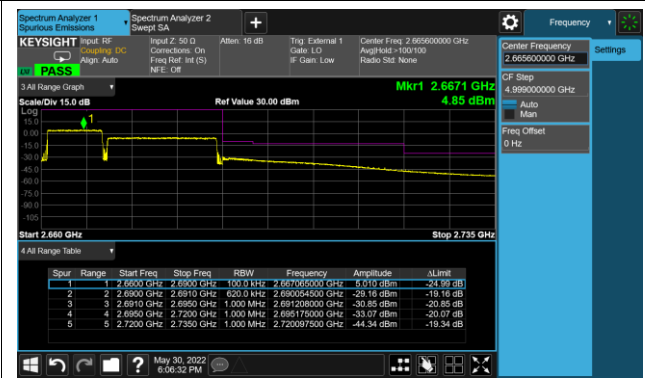 Spectrum Analyzer 1
Spurious Emissions
Spectrum Analyzer 2
Swept SA
Frequency
KEYSIGHT
Input: RF
Coupling: DC
Align: Auto
Input Z: 50 Ω
Corrections: On
Freq Ref: Int (S)
NFE: Off
Atten: 16 dB
Trig: External 1
Gate: LO
IF Gain: Low
Center Freq: 2.665600000 GHz
Avg|Hold:>100/100
Radio Std: None
PASS
Center Frequency
2.665600000 GHz
Settings
CF Step
4.999000000 GHz
Auto
Man
Freq Offset
0 Hz
3 All Range Graph
Mkr1 2.6671 GHz
Scale/Div 15.0 dB
Ref Value 30.00 dBm
4.85 dBm
Log
1
15.0
0.00
-15.0
-30.0
-45.0
-60.0
-75.0
-90.0
-105
Start 2.660 GHz
Stop 2.735 GHz
4 All Range Table
Spur Range Start Freq Stop Freq RBW Frequency Amplitude ΔLimit
1 1 2.6600 GHz 2.6900 GHz 100.0 kHz 2.667065000 GHz 5.010 dBm -24.99 dB
2 2 2.6900 GHz 2.6910 GHz 620.0 kHz 2.690054500 GHz -29.16 dBm -19.16 dB
3 3 2.6910 GHz 2.6950 GHz 1.000 MHz 2.691208000 GHz -30.85 dBm -20.85 dB
4 4 2.6950 GHz 2.7200 GHz 1.000 MHz 2.695175000 GHz -33.07 dBm -20.07 dB
5 5 2.7200 GHz 2.7350 GHz 1.000 MHz 2.720097500 GHz -44.34 dBm -19.34 dB
May 30, 2022
6:06:32 PM